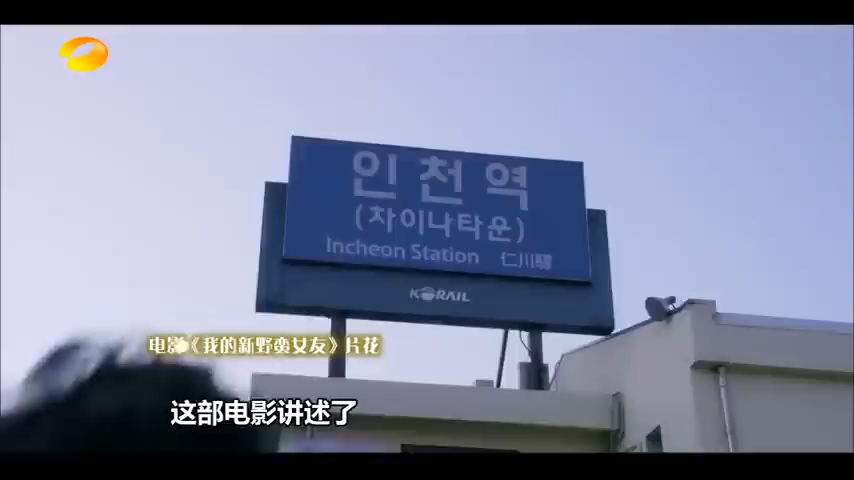 인천역
(차이나타운)
Incheon Station 仁川驛
KORAIL
电影《我的新野蛮女友》片花
这部电影讲述了